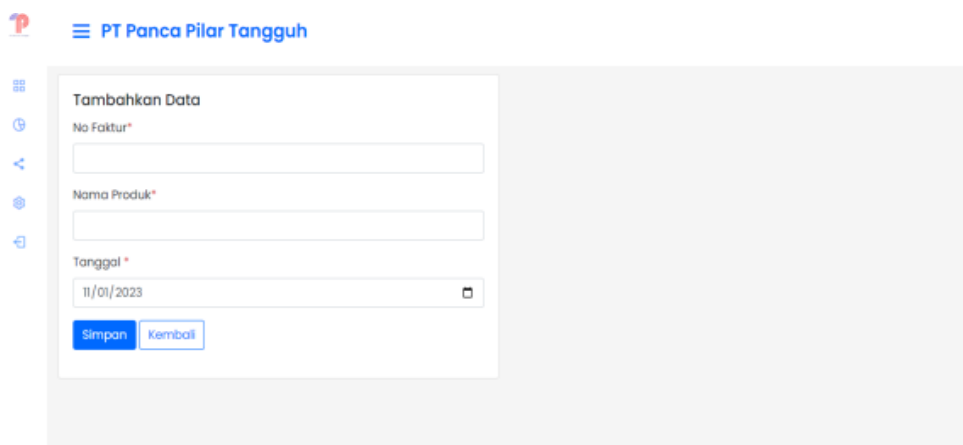 PT Panca Pilar Tangguh
Tambahkan Data
No Faktur*
Nama Produk*
Tanggal *
11/01/2023
Simpan Kembali